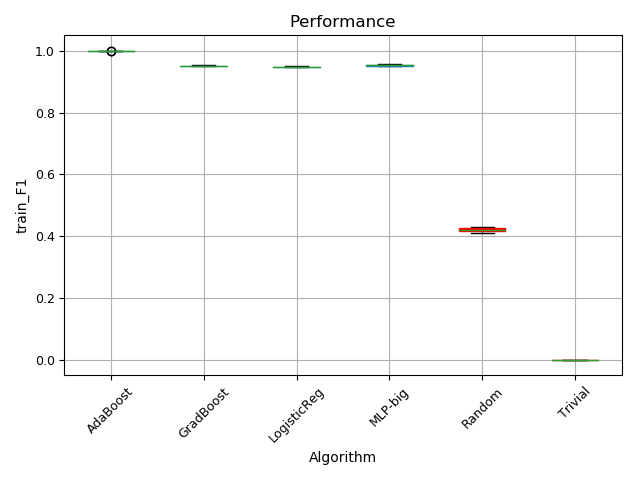 Performance
train_F1
1.0
0.8
0.6
0.4
0.2
0.0
AdaBoost
GradBoost
LogisticReg
MLP-big
Random
Trivial
Algorithm